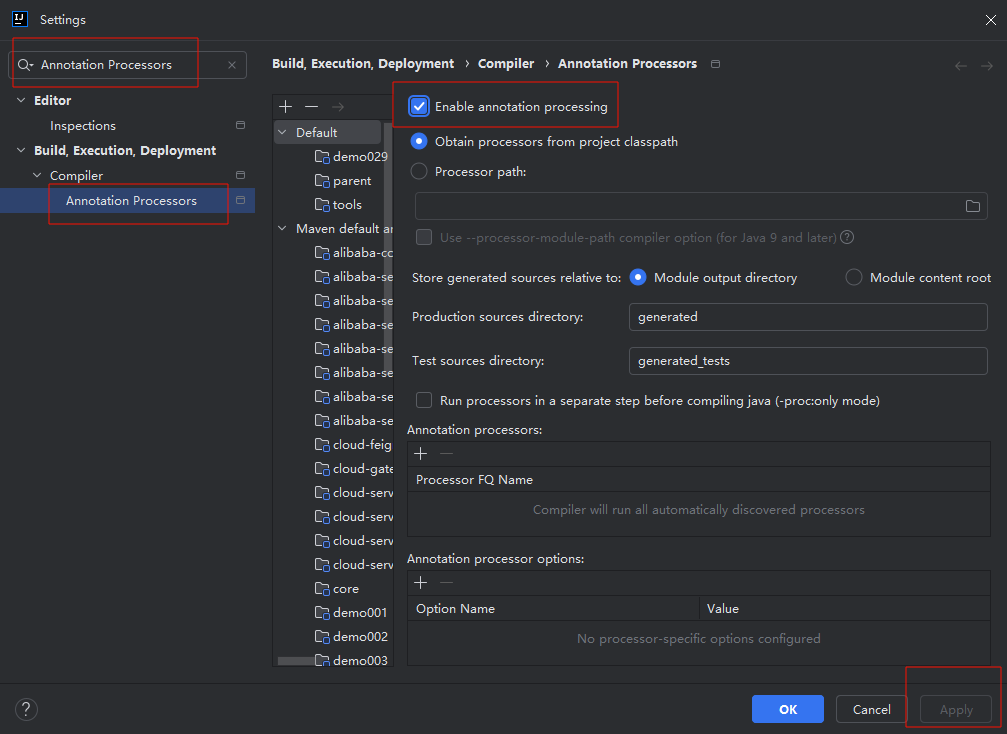 Settings
Annotation Processors
Editor
Inspections
Build, Execution, Deployment
Compiler
Annotation Processors
Build, Execution, Deployment › Compiler › Annotation Processors
Default
demo029
parent
tools
Maven default an
alibaba-co
alibaba-se
alibaba-se
alibaba-se
alibaba-se
alibaba-se
alibaba-se
alibaba-se
cloud-feig
cloud-gate
cloud-serv
cloud-serv
cloud-serv
cloud-serv
core
demo001
demo002
demo003
Enable annotation processing
Obtain processors from project classpath
Processor path:
Use --processor-module-path compiler option (for Java 9 and later)
Store generated sources relative to: Module output directory Module content root
Production sources directory: generated
Test sources directory: generated_tests
Run processors in a separate step before compiling java (-proc:only mode)
Annotation processors:
Processor FQ Name
Compiler will run all automatically discovered processors
Annotation processor options:
Option Name Value
No processor-specific options configured
? OK Cancel Apply